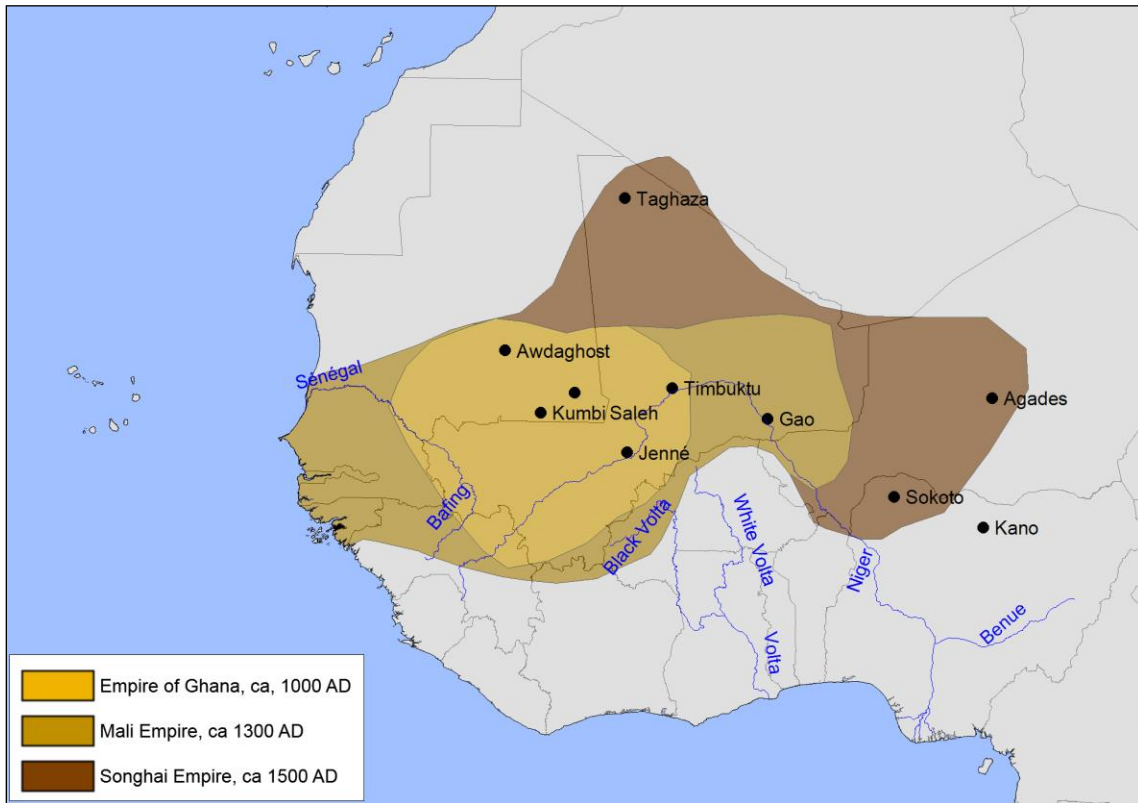 Taghaza
Awdaghost
Sénégal
Timbuktu
Kumbi Saleh
Gao
Agades
Jenné
Bafing
Sokoto
Black Volta
White Volta
Kano
Niger
Benue
Volta
Empire of Ghana, ca, 1000 AD
Mali Empire, ca 1300 AD
Songhai Empire, ca 1500 AD